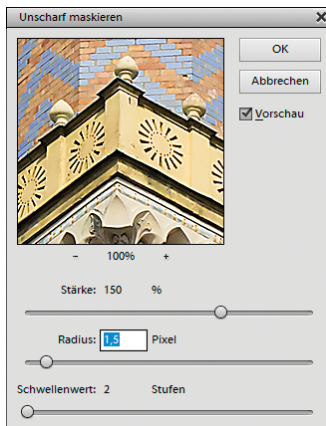 Unscharf maskieren
OK
Abbrechen
Vorschau
- 100% +
Stärke: 150 %
Radius: 1,5 Pixel
Schwellenwert: 2 Stufen